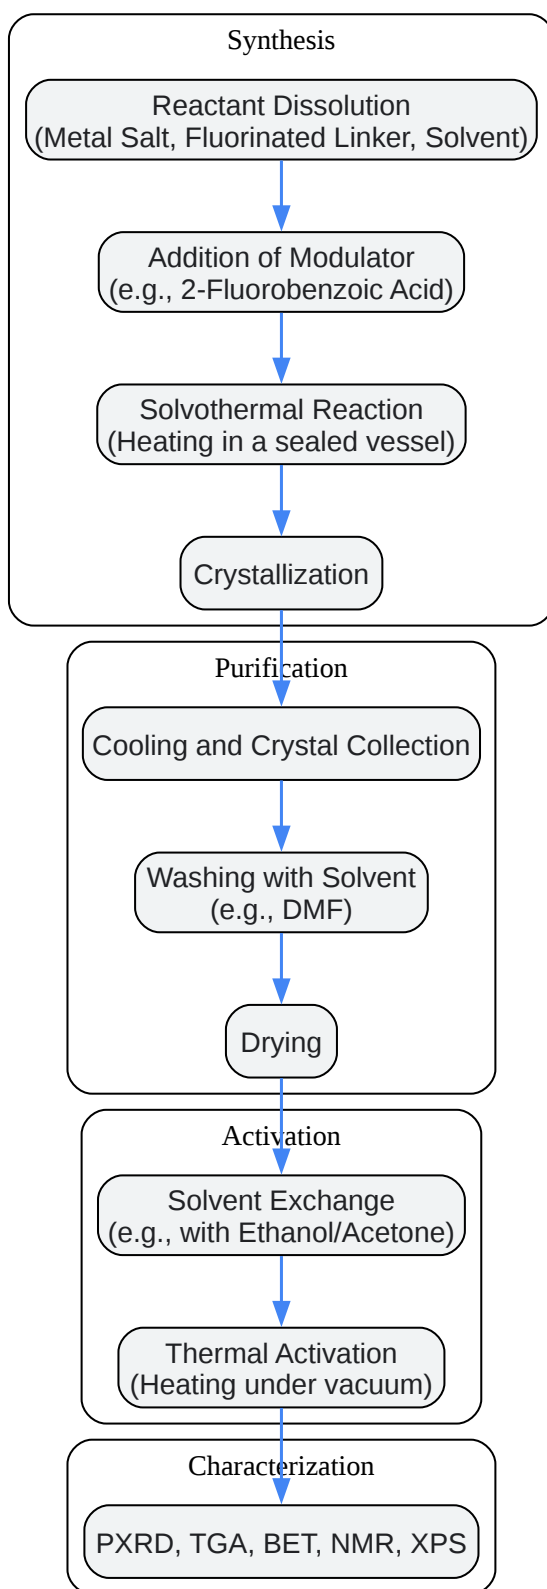 Synthesis
Reactant Dissolution
(Metal Salt, Fluorinated Linker, Solvent)
Addition of Modulator
(e.g., 2-Fluorobenzoic Acid)
Solvothermal Reaction
(Heating in a sealed vessel)
Crystallization
Purification
Cooling and Crystal Collection
Washing with Solvent
(e.g., DMF)
Drying
Activation
Solvent Exchange
(e.g., with Ethanol/Acetone)
Thermal Activation
(Heating under vacuum)
Characterization
PXRD, TGA, BET, NMR, XPS